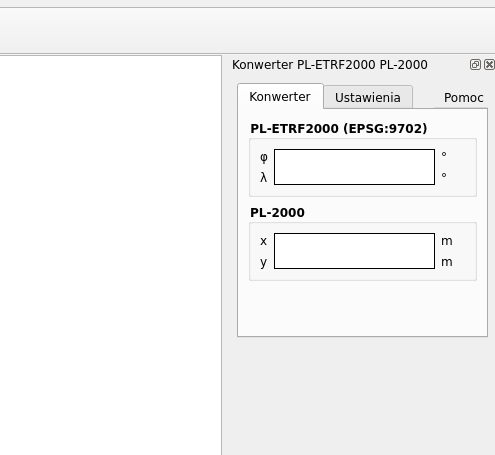 Konwerter PL-ETRF2000 PL-2000
Konwerter
Ustawienia
Pomoc
PL-ETRF2000 (EPSG:9702)
φ °
λ °
PL-2000
x m
y m